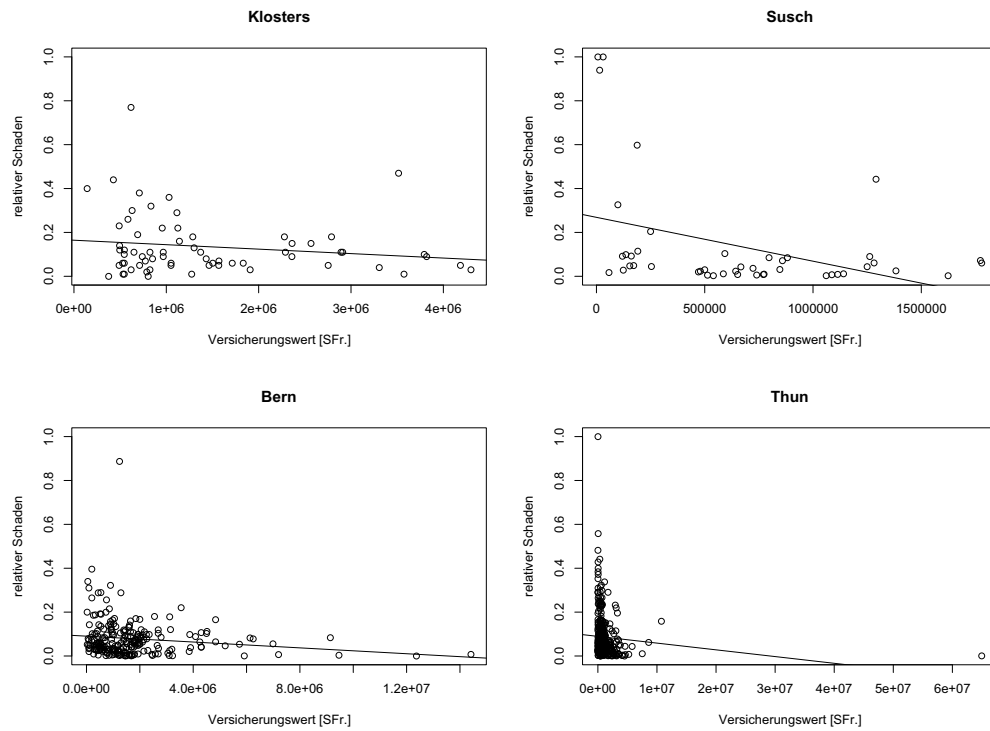 Klosters
relativer Schaden
0.0 0.2 0.4 0.6 0.8 1.0
0e+00 1e+06 2e+06 3e+06 4e+06
Versicherungswert [SFr.]
Susch
relativer Schaden
0.0 0.2 0.4 0.6 0.8 1.0
0 500000 1000000 1500000
Versicherungswert [SFr.]
Bern
relativer Schaden
0.0 0.2 0.4 0.6 0.8 1.0
0.0e+00 4.0e+06 8.0e+06 1.2e+07
Versicherungswert [SFr.]
Thun
relativer Schaden
0.0 0.2 0.4 0.6 0.8 1.0
0e+00 1e+07 2e+07 3e+07 4e+07 5e+07 6e+07
Versicherungswert [SFr.]